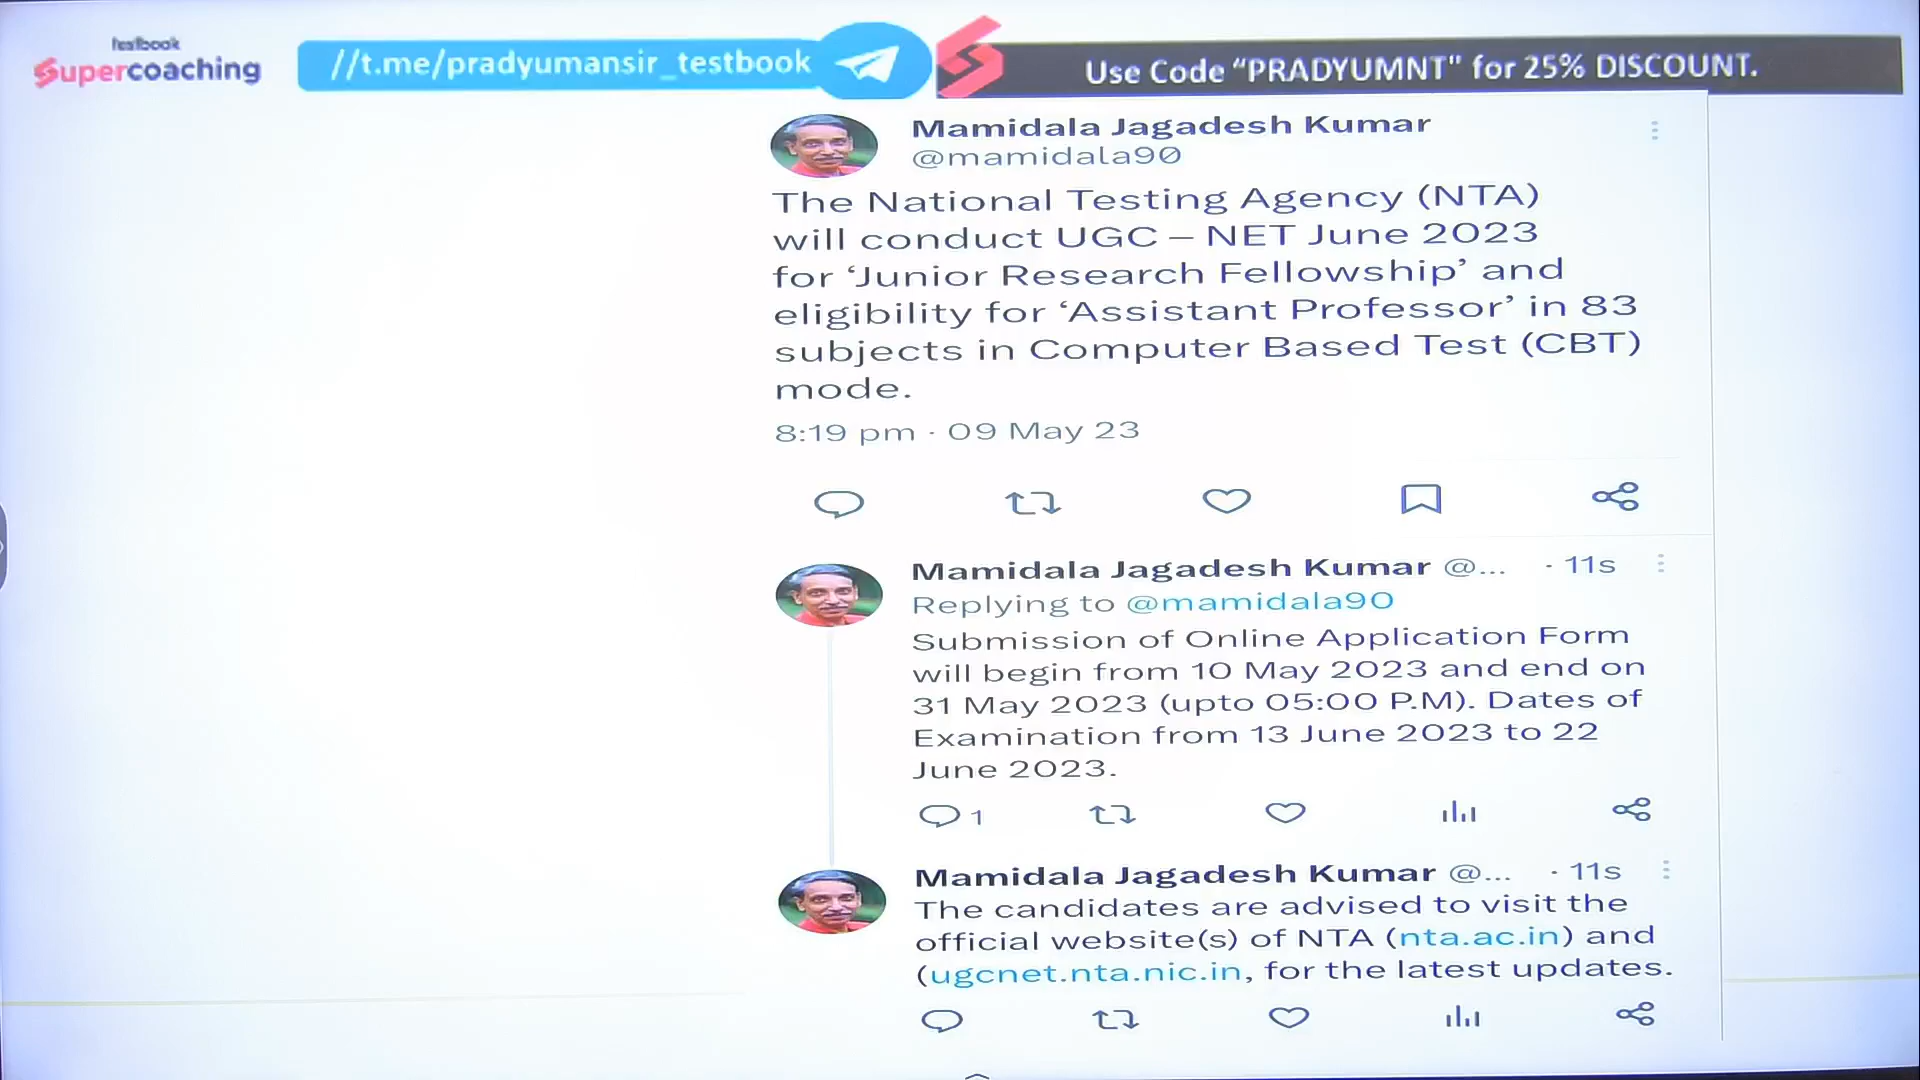 testbook
Supercoaching
//t.me/pradyumansir_testbook
Use Code “PRADYUMNT" for 25% DISCOUNT.
Mamidala Jagadesh Kumar
@mamidala90
The National Testing Agency (NTA)
will conduct UGC – NET June 2023
for ‘Junior Research Fellowship’ and
eligibility for ‘Assistant Professor’ in 83
subjects in Computer Based Test (CBT)
mode.
8:19 pm · 09 May 23
Mamidala Jagadesh Kumar @... · 11s
Replying to @mamidala90
Submission of Online Application Form
will begin from 10 May 2023 and end on
31 May 2023 (upto 05:00 P.M). Dates of
Examination from 13 June 2023 to 22
June 2023.
1
Mamidala Jagadesh Kumar @... · 11s
The candidates are advised to visit the
official website(s) of NTA (nta.ac.in) and
(ugcnet.nta.nic.in, for the latest updates.